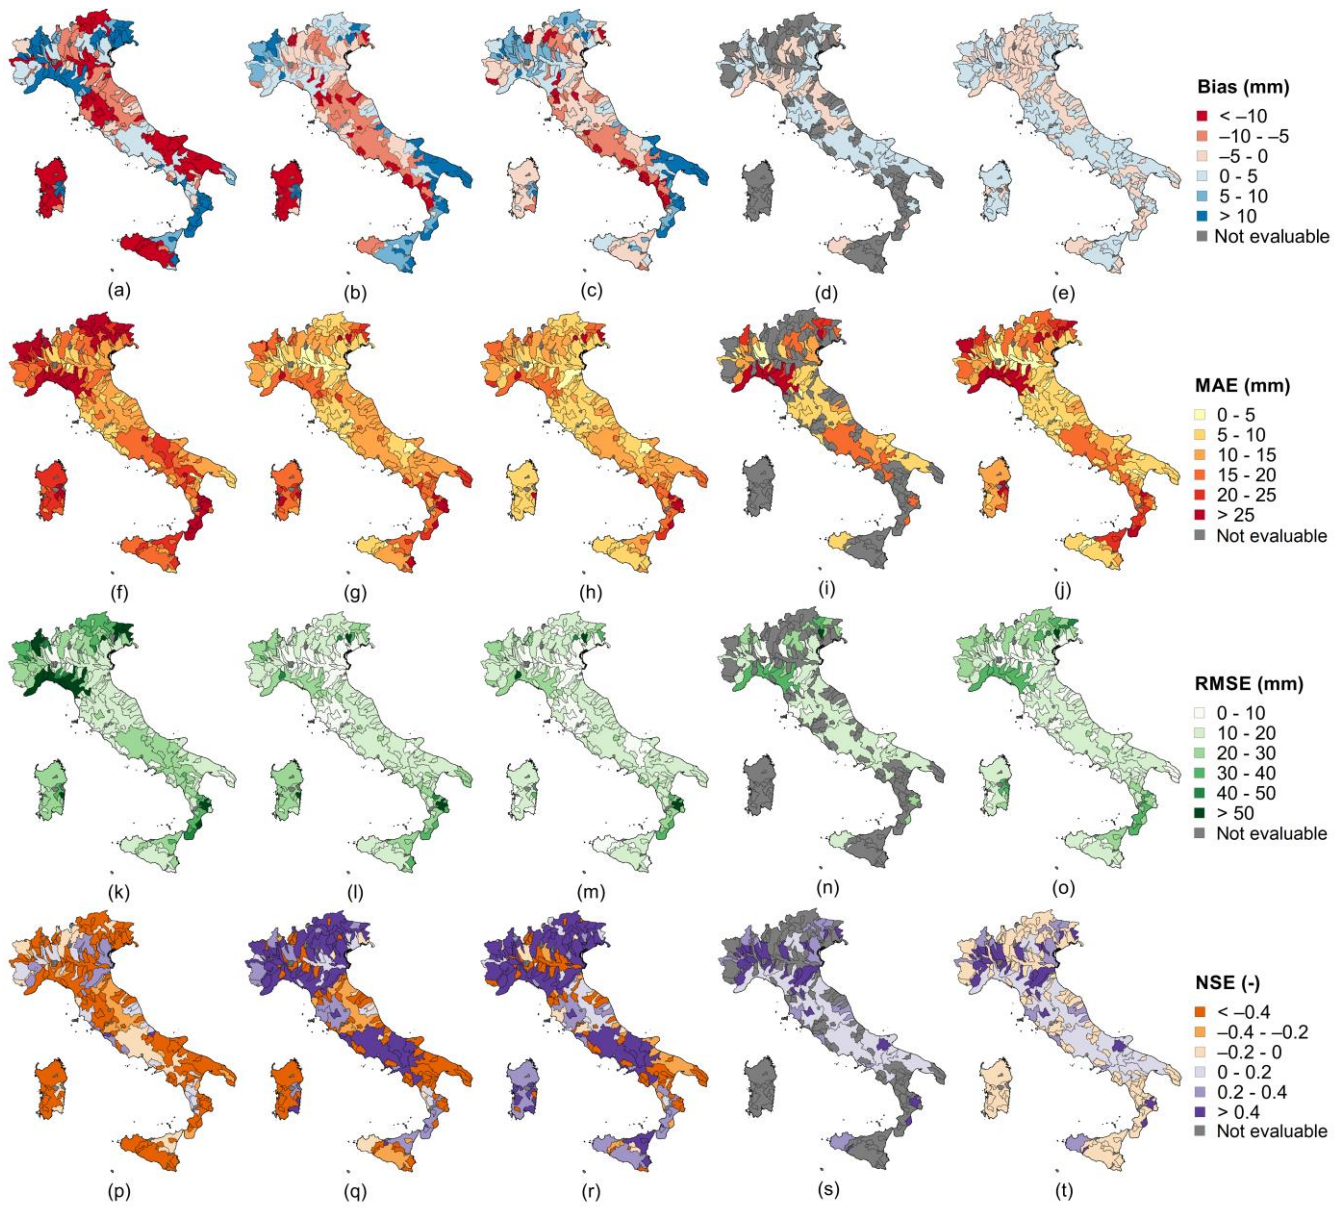 Bias (mm)
< –10
–10 - –5
–5 - 0
0 - 5
5 - 10
> 10
Not evaluable
(a)
(b)
(c)
(d)
(e)
MAE (mm)
0 - 5
5 - 10
10 - 15
15 - 20
20 - 25
> 25
Not evaluable
(f)
(g)
(h)
(i)
(j)
RMSE (mm)
0 - 10
10 - 20
20 - 30
30 - 40
40 - 50
> 50
Not evaluable
(k)
(l)
(m)
(n)
(o)
NSE (-)
< –0.4
–0.4 - –0.2
–0.2 - 0
0 - 0.2
0.2 - 0.4
> 0.4
Not evaluable
(p)
(q)
(r)
(s)
(t)